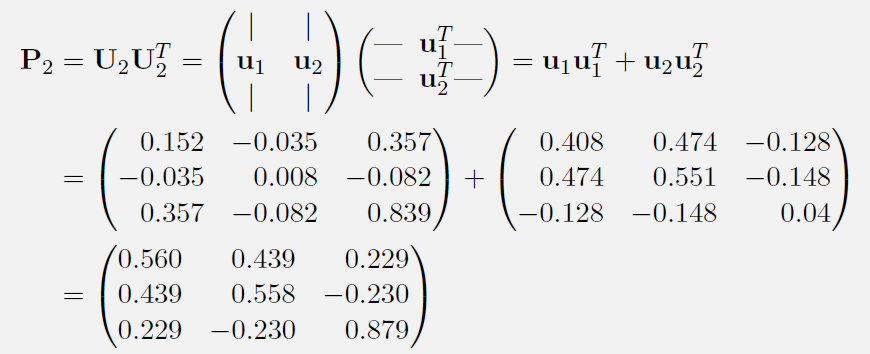 P₂ = U₂U₂ᵀ = ( | | u₁ u₂ | | ) ( — u₁ᵀ — — u₂ᵀ — ) = u₁u₁ᵀ + u₂u₂ᵀ
= ( 0.152 −0.035 0.357 −0.035 0.008 −0.082 0.357 −0.082 0.839 ) + ( 0.408 0.474 −0.128 0.474 0.551 −0.148 −0.128 −0.148 0.04 )
= ( 0.560 0.439 0.229 0.439 0.558 −0.230 0.229 −0.230 0.879 )